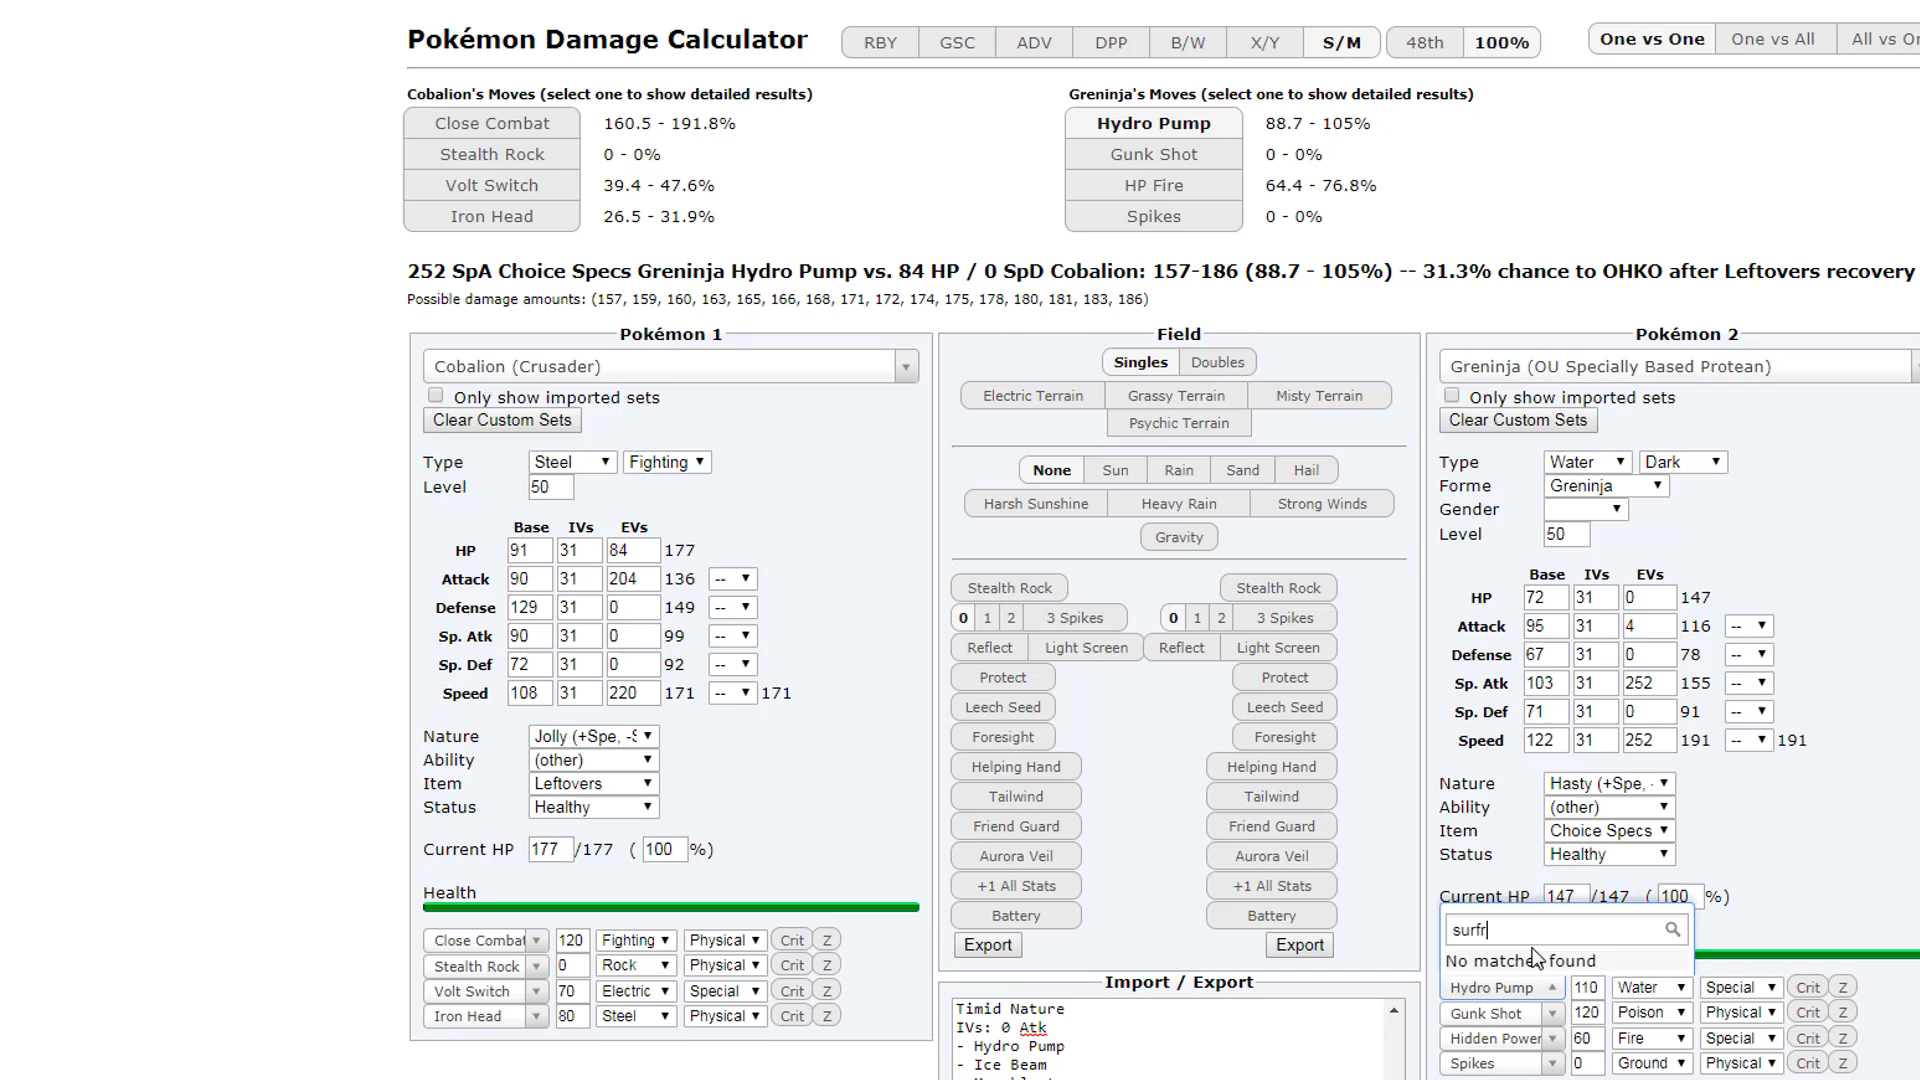 Pokémon Damage Calculator RBY GSC ADV DPP B/W X/Y S/M 48th 100% One vs One One vs All All vs
Cobalion's Moves (select one to show detailed results)
Close Combat 160.5 - 191.8%
Stealth Rock 0 - 0%
Volt Switch 39.4 - 47.6%
Iron Head 26.5 - 31.9%
Greninja's Moves (select one to show detailed results)
Hydro Pump 88.7 - 105%
Gunk Shot 0 - 0%
HP Fire 64.4 - 76.8%
Spikes 0 - 0%
252 SpA Choice Specs Greninja Hydro Pump vs. 84 HP / 0 SpD Cobalion: 157-186 (88.7 - 105%) -- 31.3% chance to OHKO after Leftovers recovery
Possible damage amounts: (157, 159, 160, 163, 165, 166, 168, 171, 172, 174, 175, 178, 180, 181, 183, 186)
Pokémon 1
Cobalion (Crusader)
Only show imported sets
Clear Custom Sets
Type Steel Fighting
Level 50
Base IVs EVs
HP 91 31 84 177
Attack 90 31 204 136 --
Defense 129 31 0 149 --
Sp. Atk 90 31 0 99 --
Sp. Def 72 31 0 92 --
Speed 108 31 220 171 -- 171
Nature Jolly (+Spe, -S
Ability (other)
Item Leftovers
Status Healthy
Current HP 177 /177 ( 100 %)
Health
Close Combat 120 Fighting Physical Crit Z
Stealth Rock 0 Rock Physical Crit Z
Volt Switch 70 Electric Special Crit Z
Iron Head 80 Steel Physical Crit Z
Field
Singles Doubles
Electric Terrain Grassy Terrain Misty Terrain
Psychic Terrain
None Sun Rain Sand Hail
Harsh Sunshine Heavy Rain Strong Winds
Gravity
Stealth Rock Stealth Rock
0 1 2 3 Spikes 0 1 2 3 Spikes
Reflect Light Screen Reflect Light Screen
Protect Protect
Leech Seed Leech Seed
Foresight Foresight
Helping Hand Helping Hand
Tailwind Tailwind
Friend Guard Friend Guard
Aurora Veil Aurora Veil
+1 All Stats +1 All Stats
Battery Battery
Export Export
Import / Export
Timid Nature
IVs: 0 Atk
- Hydro Pump
- Ice Beam
Pokémon 2
Greninja (OU Specially Based Protean)
Only show imported sets
Clear Custom Sets
Type Water Dark
Forme Greninja
Gender
Level 50
Base IVs EVs
HP 72 31 0 147
Attack 95 31 4 116 --
Defense 67 31 0 78 --
Sp. Atk 103 31 252 155 --
Sp. Def 71 31 0 91 --
Speed 122 31 252 191 -- 191
Nature Hasty (+Spe, -
Ability (other)
Item Choice Specs
Status Healthy
Current HP 147 /147 ( 100 %)
surfr
No matches found
Hydro Pump 110 Water Special Crit Z
Gunk Shot 120 Poison Physical Crit Z
Hidden Power 60 Fire Special Crit Z
Spikes 0 Ground Physical Crit Z